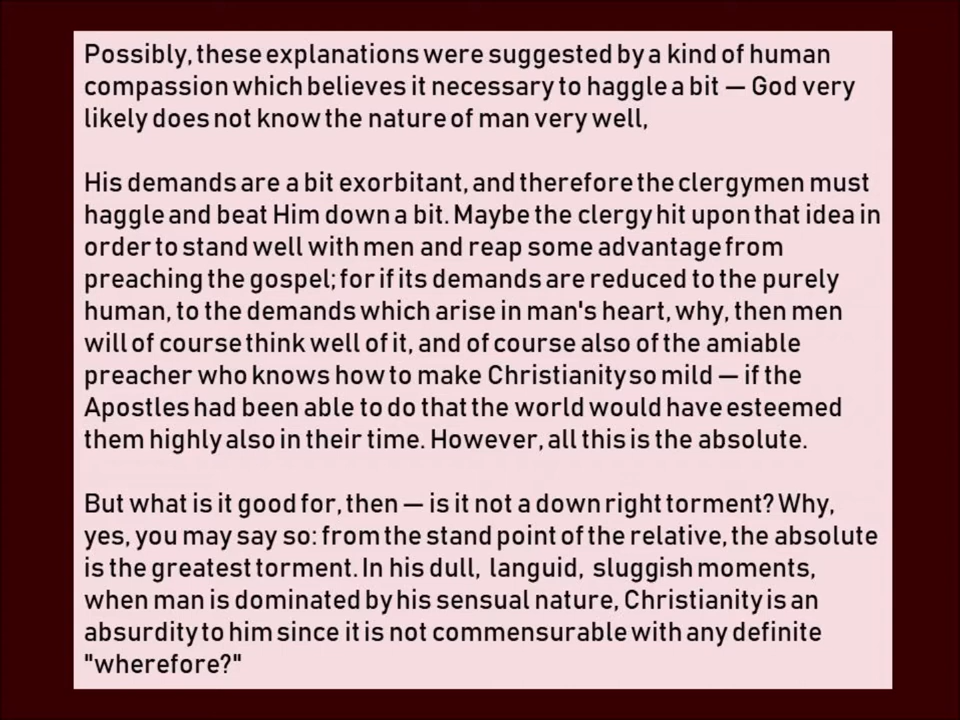 Possibly, these explanations were suggested by a kind of human
compassion which believes it necessary to haggle a bit — God very
likely does not know the nature of man very well,
His demands are a bit exorbitant, and therefore the clergymen must
haggle and beat Him down a bit. Maybe the clergy hit upon that idea in
order to stand well with men and reap some advantage from
preaching the gospel; for if its demands are reduced to the purely
human, to the demands which arise in man's heart, why, then men
will of course think well of it, and of course also of the amiable
preacher who knows how to make Christianity so mild — if the
Apostles had been able to do that the world would have esteemed
them highly also in their time. However, all this is the absolute.
But what is it good for, then — is it not a down right torment? Why,
yes, you may say so: from the stand point of the relative, the absolute
is the greatest torment. In his dull, languid, sluggish moments,
when man is dominated by his sensual nature, Christianity is an
absurdity to him since it is not commensurable with any definite
"wherefore?"